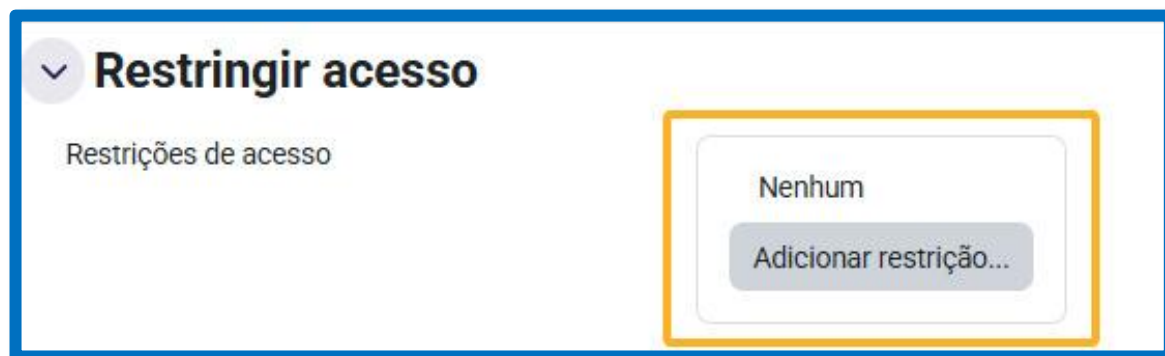 Restringir acesso
Restrições de acesso
Nenhum
Adicionar restrição...